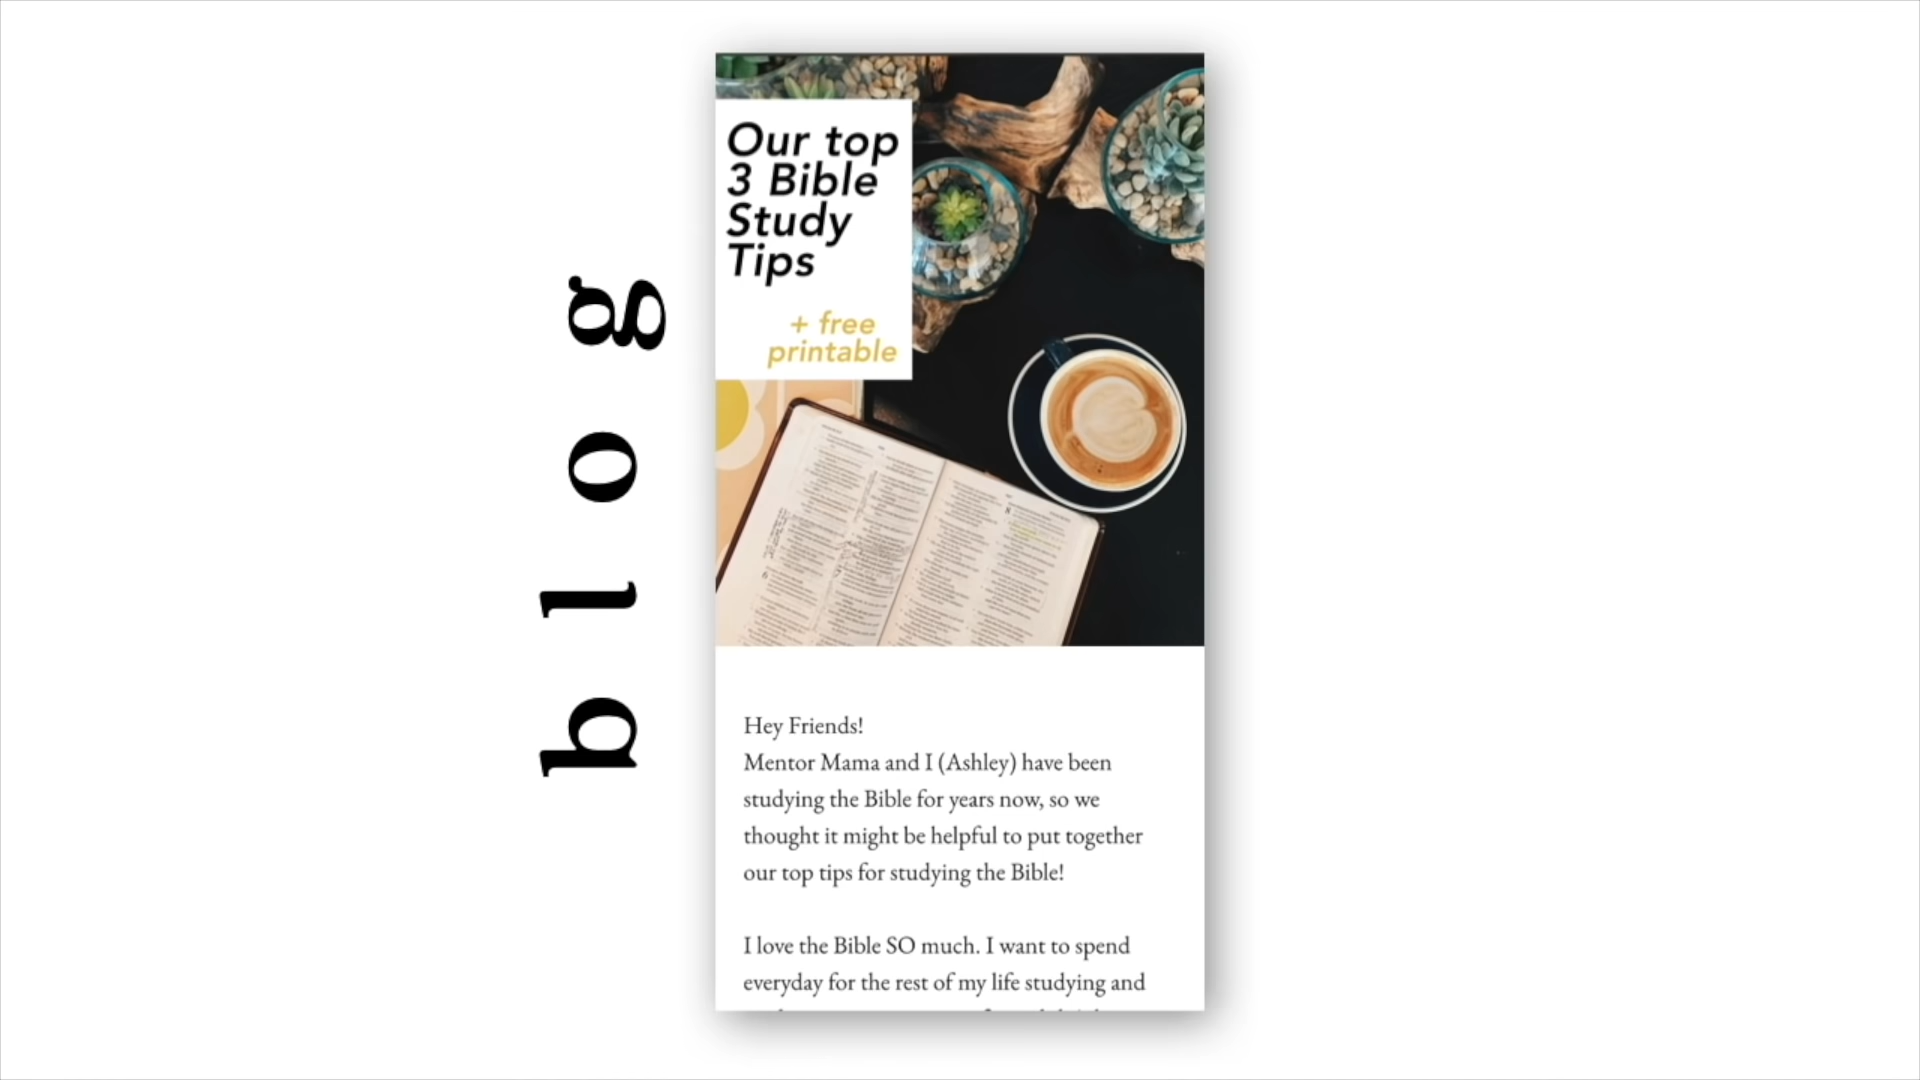 blog
Our top
3 Bible
Study
Tips
+ free
printable
Hey Friends!
Mentor Mama and I (Ashley) have been
studying the Bible for years now, so we
thought it might be helpful to put together
our top tips for studying the Bible!
I love the Bible SO much. I want to spend
everyday for the rest of my life studying and